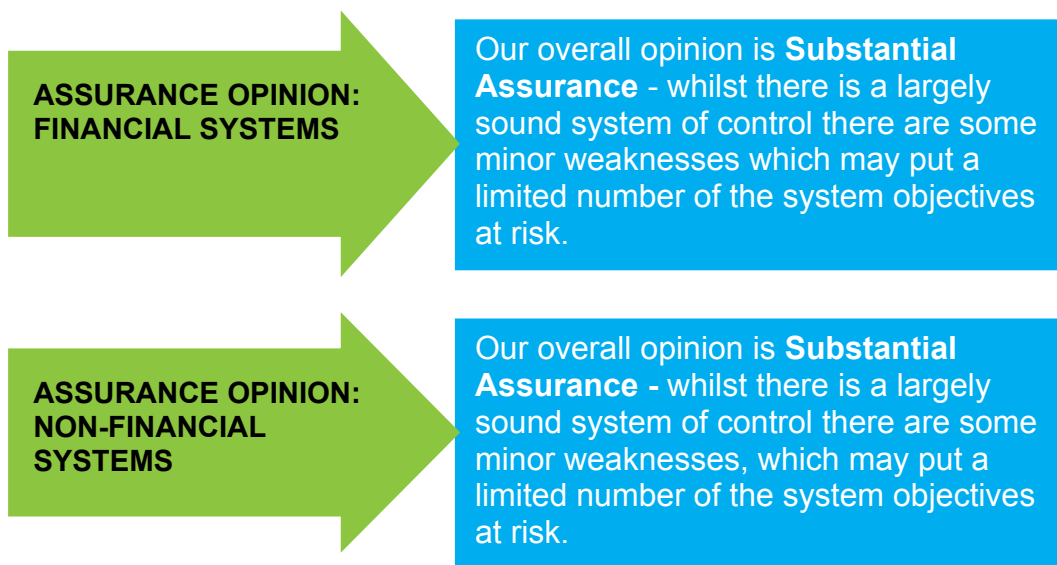 ASSURANCE OPINION:
FINANCIAL SYSTEMS
Our overall opinion is Substantial
Assurance - whilst there is a largely
sound system of control there are some
minor weaknesses which may put a
limited number of the system objectives
at risk.
ASSURANCE OPINION:
NON-FINANCIAL
SYSTEMS
Our overall opinion is Substantial
Assurance - whilst there is a largely
sound system of control there are some
minor weaknesses, which may put a
limited number of the system objectives
at risk.